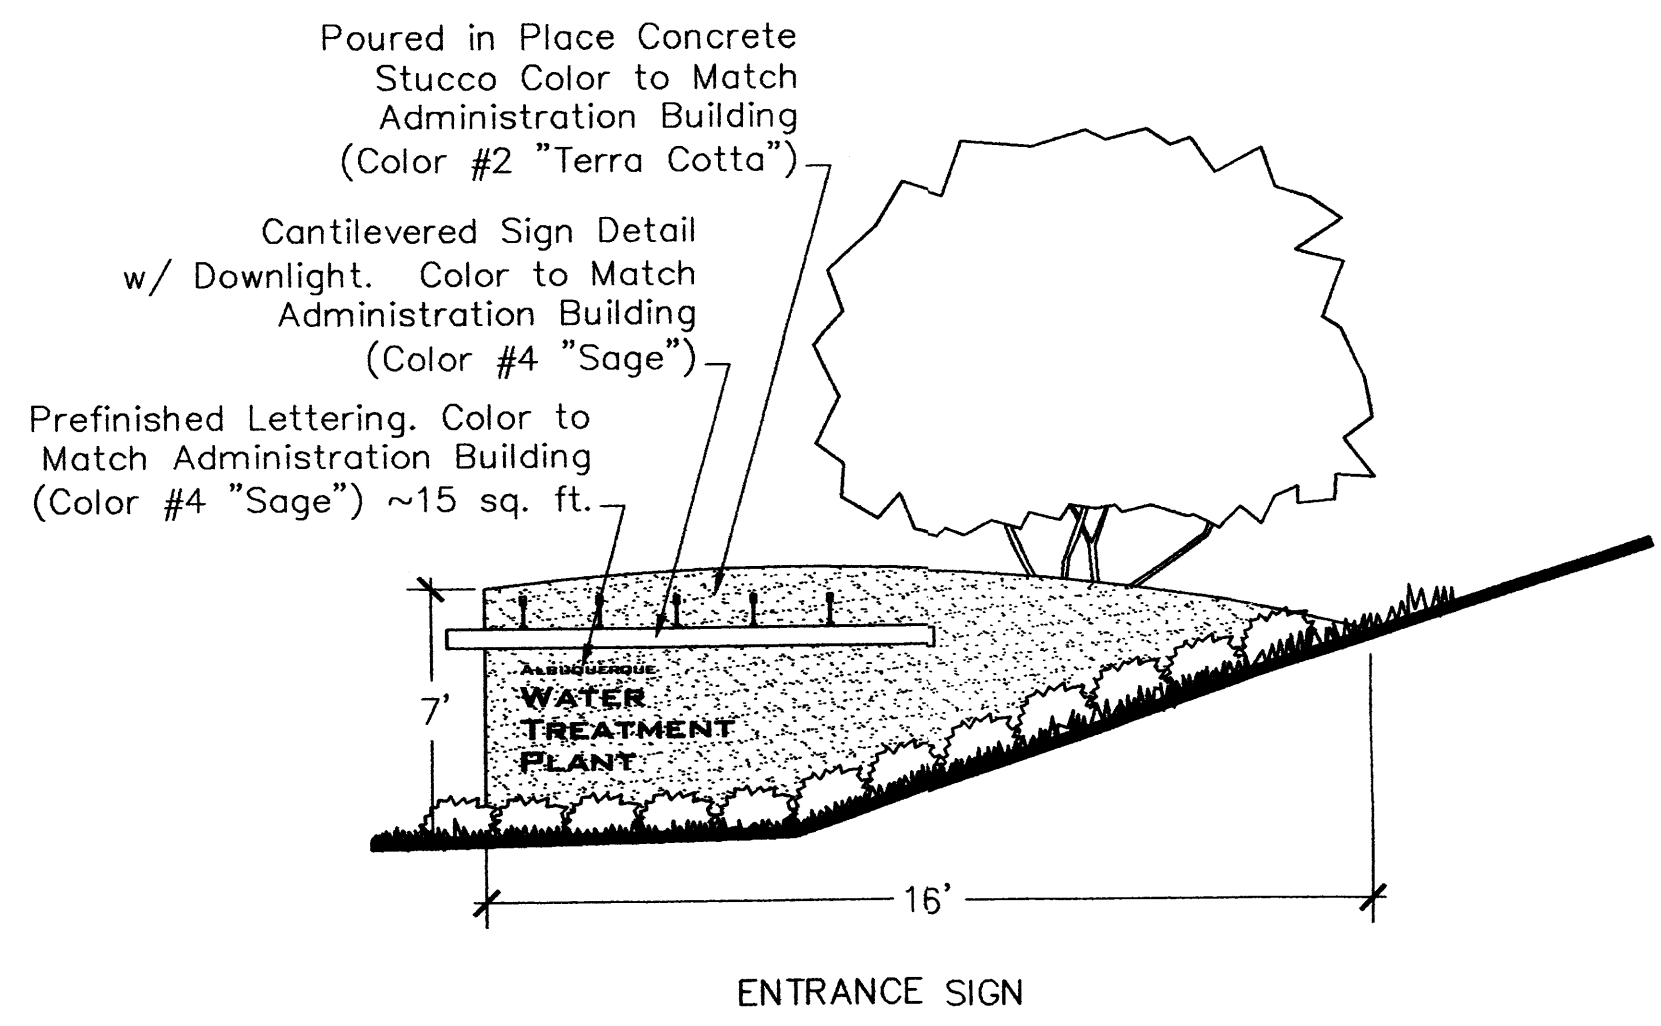 Poured in Place Concrete
Stucco Color to Match
Administration Building
(Color #2 "Terra Cotta")
Cantilevered Sign Detail
w/ Downlight.  Color to Match
Administration Building
(Color #4 "Sage")
Prefinished Lettering. Color to
Match Administration Building
(Color #4 "Sage") ~15 sq. ft.
7'
ALBUQUERQUE
WATER
TREATMENT
PLANT
16'
ENTRANCE SIGN